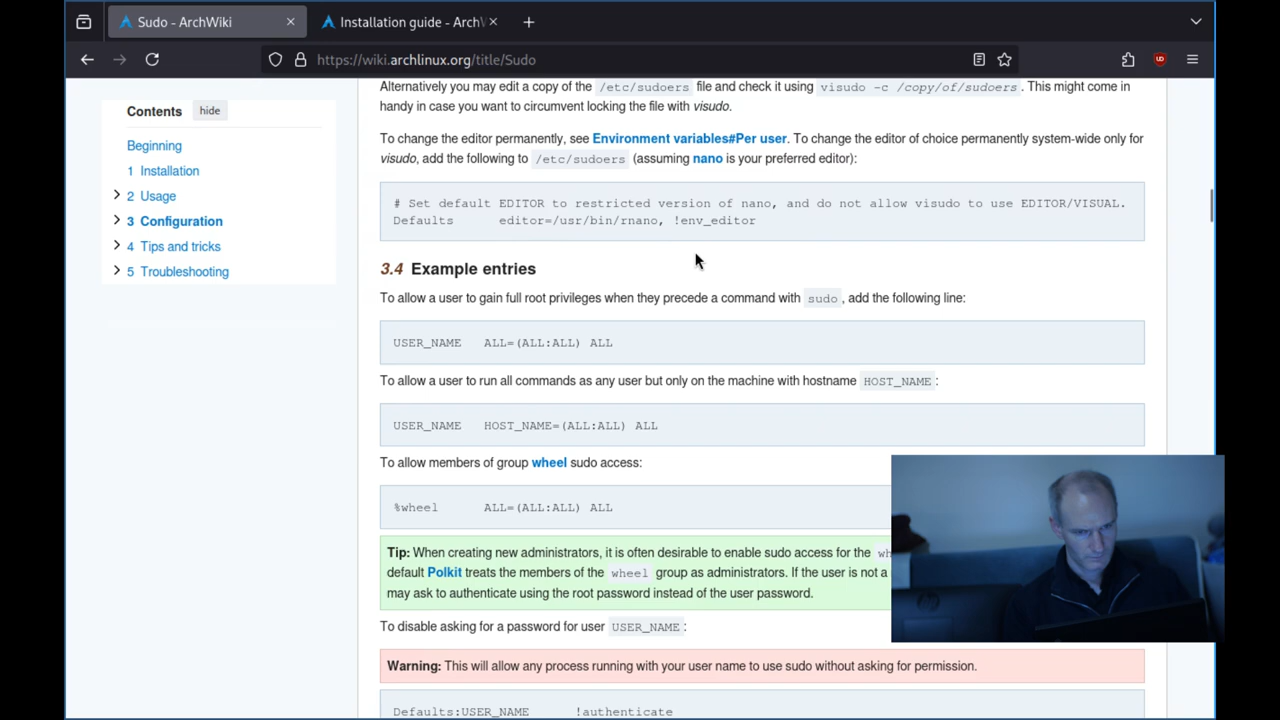 Sudo - ArchWiki
Installation guide - ArchW
https://wiki.archlinux.org/title/Sudo
Contents hide
Beginning
1 Installation
2 Usage
3 Configuration
4 Tips and tricks
5 Troubleshooting
Alternatively you may edit a copy of the /etc/sudoers file and check it using visudo -c /copy/of/sudoers. This might come in
handy in case you want to circumvent locking the file with visudo.
To change the editor permanently, see Environment variables#Per user. To change the editor of choice permanently system-wide only for
visudo, add the following to /etc/sudoers (assuming nano is your preferred editor):
# Set default EDITOR to restricted version of nano, and do not allow visudo to use EDITOR/VISUAL.
Defaults editor=/usr/bin/rnano, !env_editor
3.4 Example entries
To allow a user to gain full root privileges when they precede a command with sudo, add the following line:
USER_NAME ALL=(ALL:ALL) ALL
To allow a user to run all commands as any user but only on the machine with hostname HOST_NAME:
USER_NAME HOST_NAME=(ALL:ALL) ALL
To allow members of group wheel sudo access:
%wheel ALL=(ALL:ALL) ALL
Tip: When creating new administrators, it is often desirable to enable sudo access for the wh
default Polkit treats the members of the wheel group as administrators. If the user is not a
may ask to authenticate using the root password instead of the user password.
To disable asking for a password for user USER_NAME:
Warning: This will allow any process running with your user name to use sudo without asking for permission.
Defaults:USER_NAME !authenticate